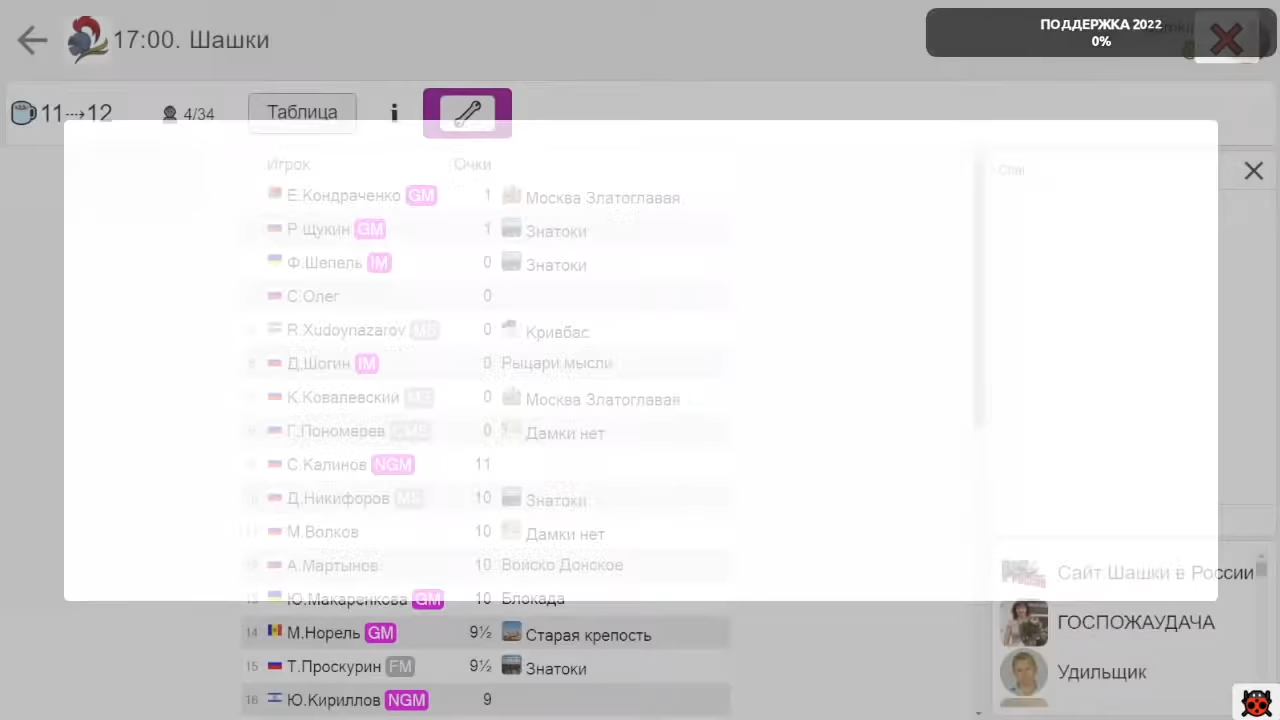 17:00. Шашки
ПОДДЕРЖКА 2022
0%
11⇢12
4/34
Таблица
i
Игрок Очки
Е.Кондраченко GM 1 Москва Златоглавая
Р.Щукин GM 1 Знатоки
Ф.Шепель IM 0 Знатоки
С.Олег 0
R.Xudoynazarov MS 0 Кривбас
6 Д.Шогин IM 0 Рыцари мысли
К.Ковалевский 0 Москва Златоглавая
Г.Пономарев 0 Дамки нет
С.Калинов NGM 11
Д.Никифоров 10 Знатоки
М.Волков 10 Дамки нет
12 А.Мартынов 10 Войско Донское
13 Ю.Макаренкова GM 10 Блокада
14 М.Норель GM 9½ Старая крепость
15 Т.Проскурин FM 9½ Знатоки
16 Ю.Кириллов NGM 9
Сайт Шашки в России
ГОСПОЖАУДАЧА
Удильщик